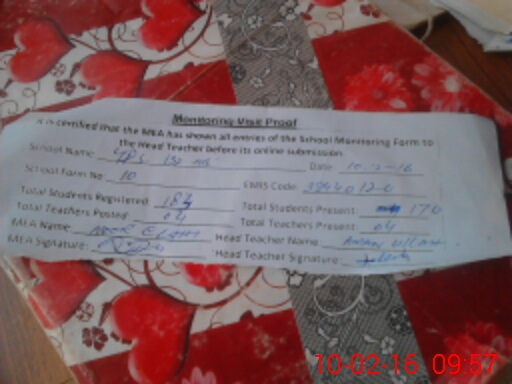 Monitoring Visit Proof
It is certified that the MEA has shown all entries of the School Monitoring Form to
the Head Teacher before its online submission
School Name GPS Date 10-2-16
School Form No: 10 EMIS Code:
Total Students Registered: Total Students Present: 170
Total Teachers Posted: 04 Total Teachers Present: 04
MEA Name: Head Teacher Name
MEA Signature: Head Teacher Signature:
10-02-16 09:57